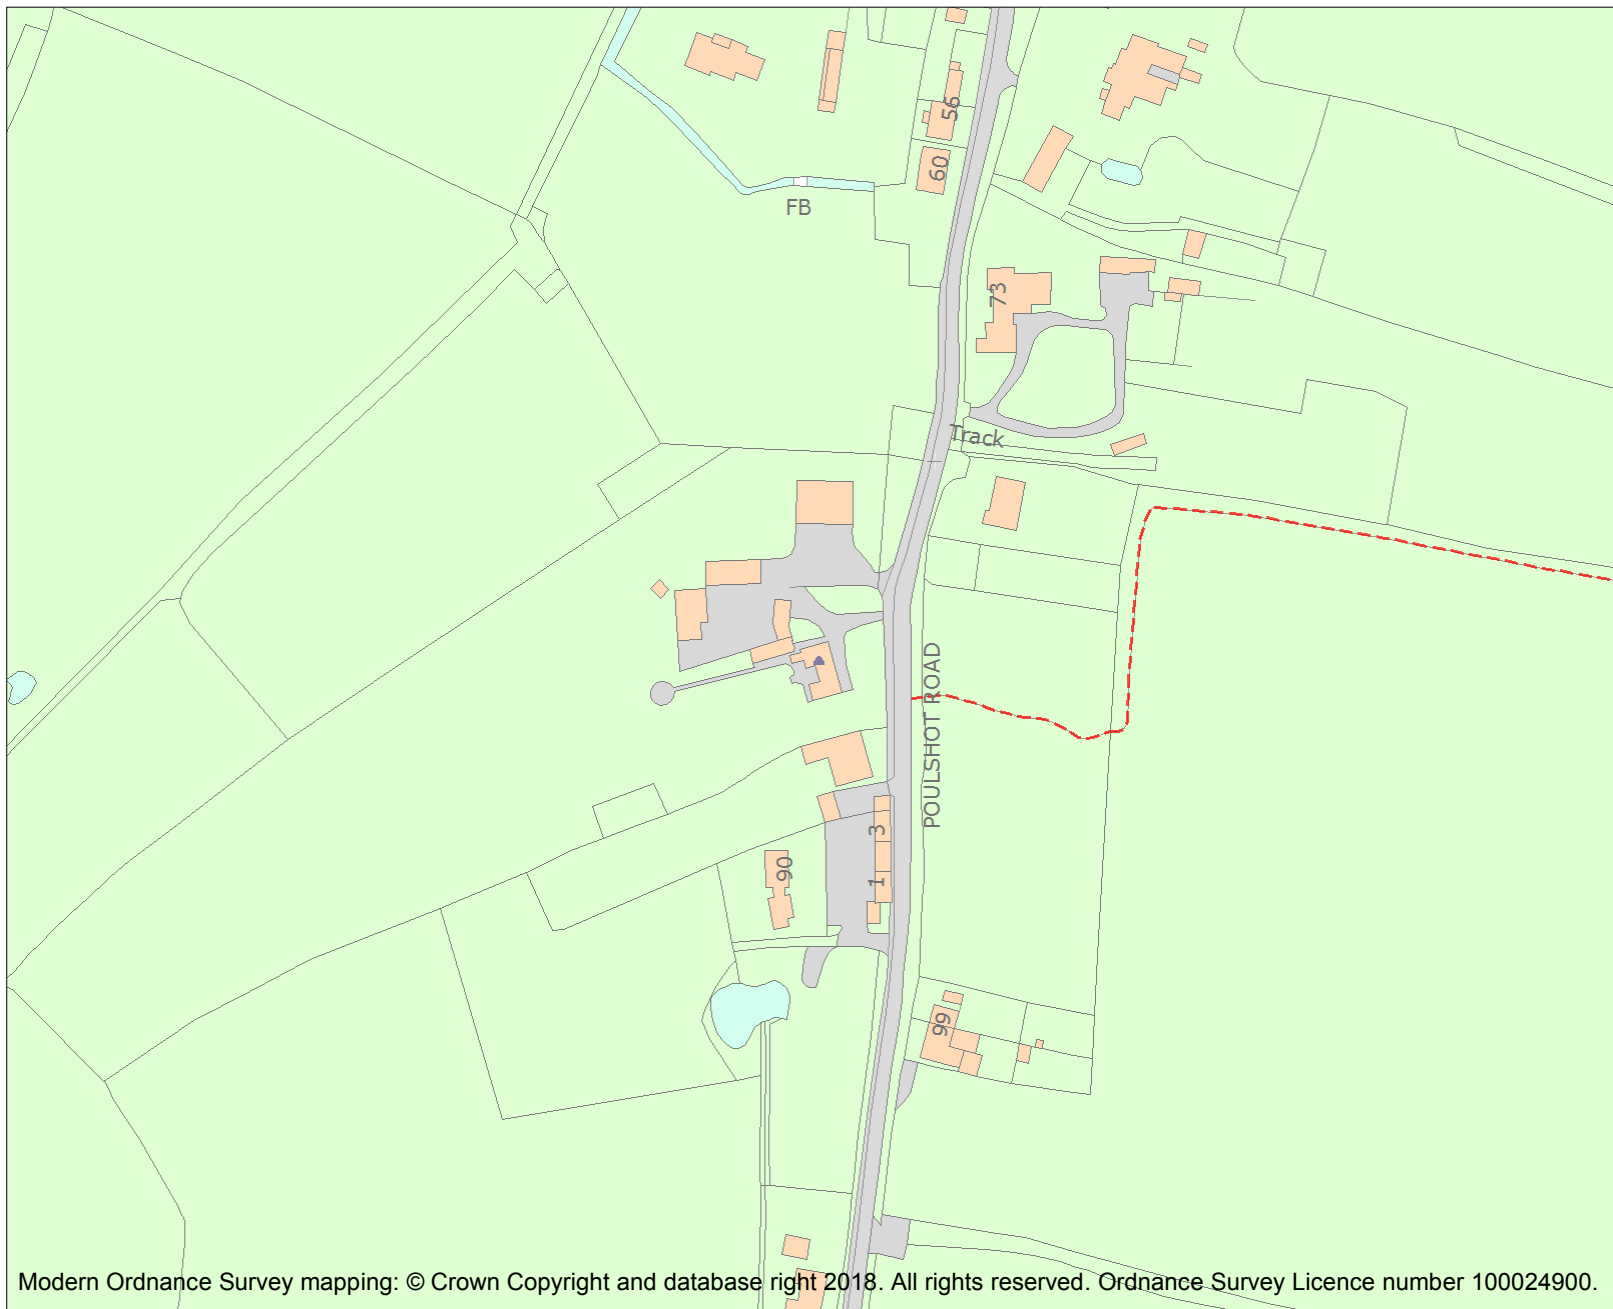 56
60
FB
73
Track
POULSHOT ROAD
3
90
1
99
Modern Ordnance Survey mapping: © Crown Copyright and database right 2018. All rights reserved. Ordnance Survey Licence number 100024900.